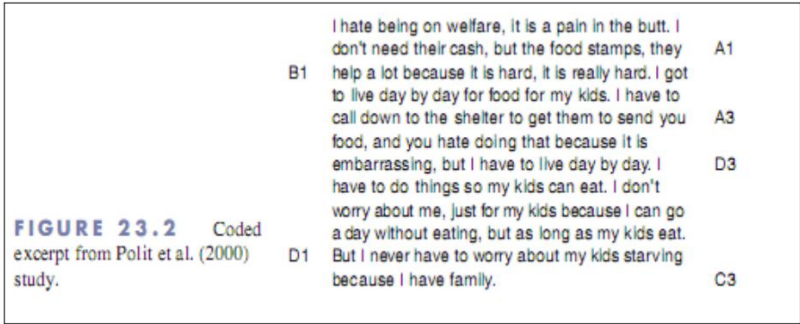 I hate being on welfare, it is a pain in the butt. I
don't need their cash, but the food stamps, they A1
B1 help a lot because it is hard, it is really hard. I got
to live day by day for food for my kids. I have to
call down to the shelter to get them to send you A3
food, and you hate doing that because it is
embarrassing, but I have to live day by day. I D3
have to do things so my kids can eat. I don't
worry about me, just for my kids because I can go
a day without eating, but as long as my kids eat.
D1 But I never have to worry about my kids starving
because I have family. C3
FIGURE 23.2 Coded
excerpt from Polit et al. (2000)
study.